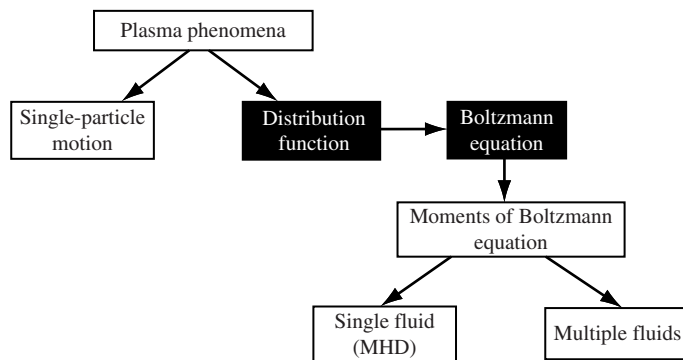 Plasma phenomena
Single-particle
motion
Distribution
function
Boltzmann
equation
Moments of Boltzmann
equation
Single fluid
(MHD)
Multiple fluids